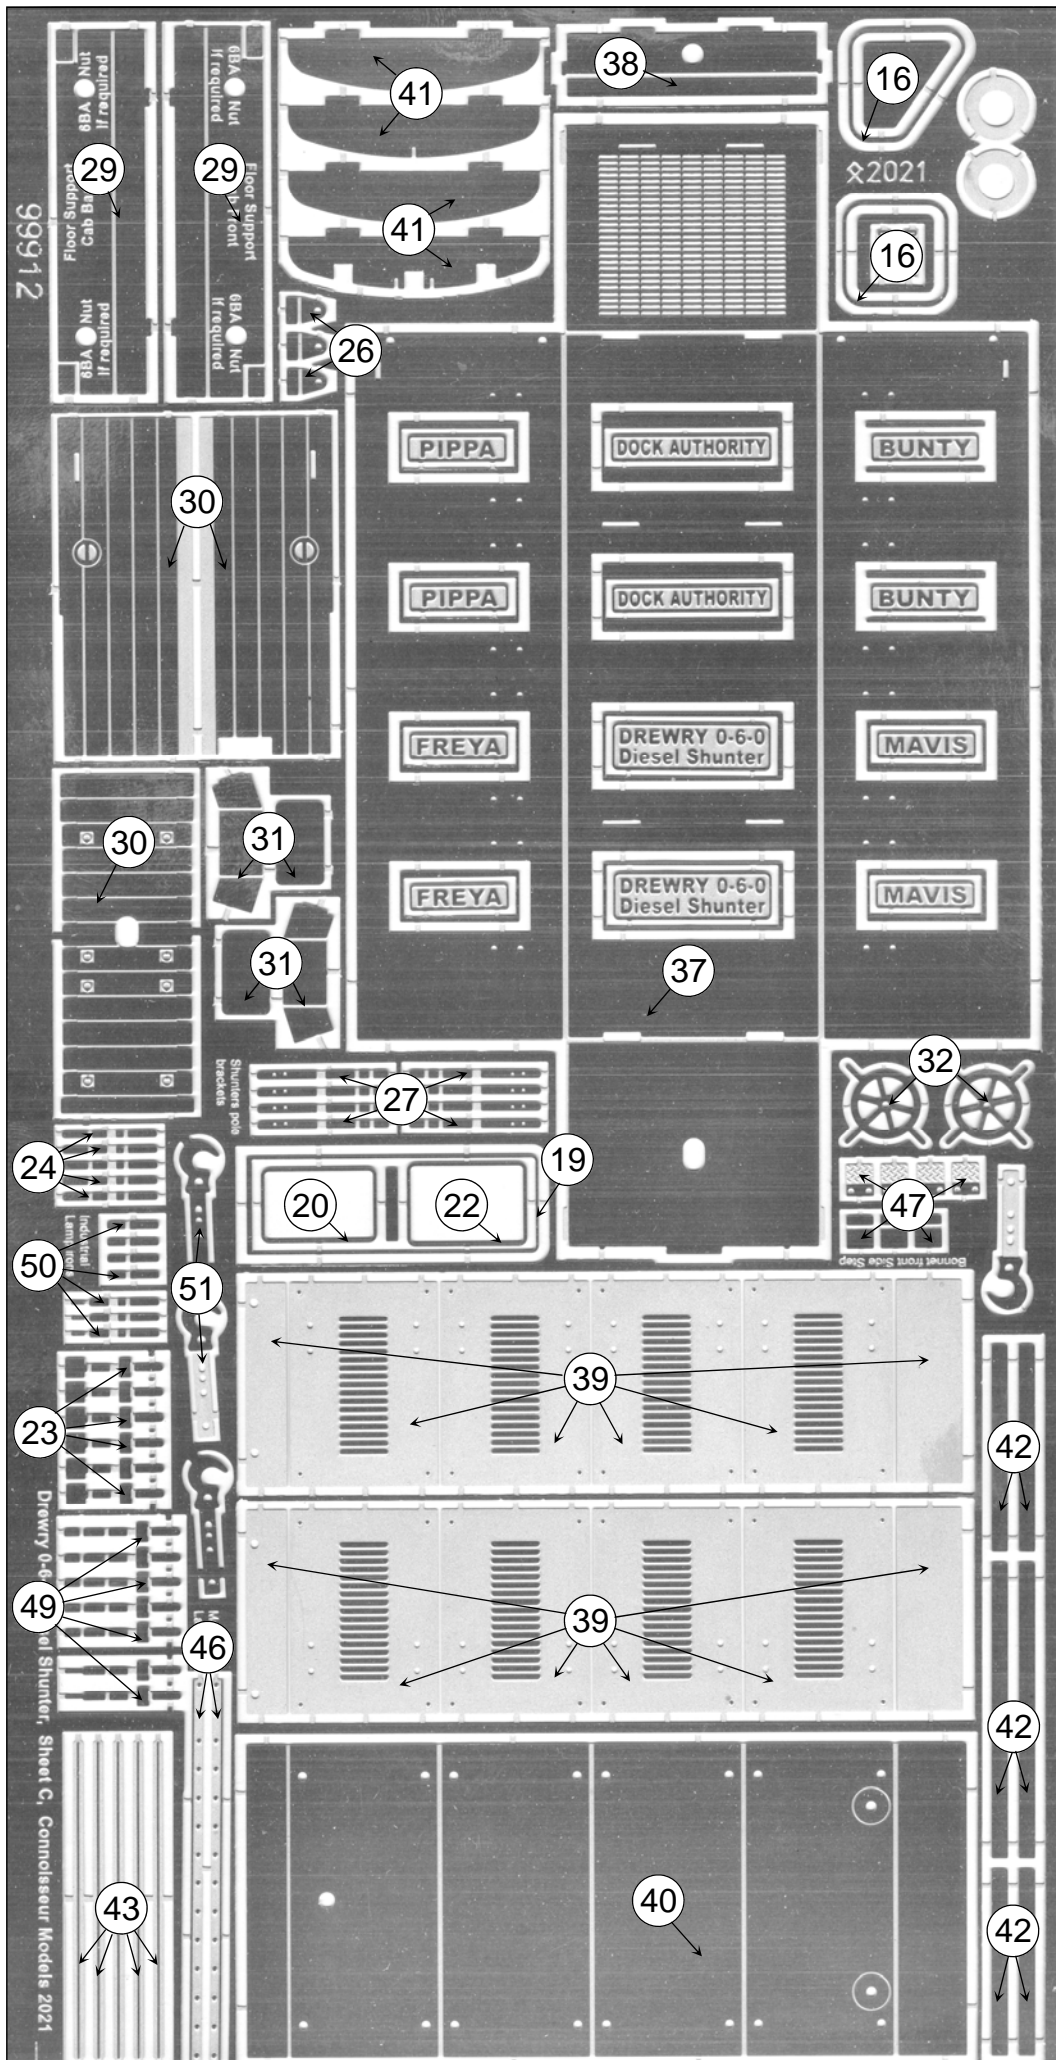 6BA Nut
If required
Floor Support
Cab Ba
6BA Nut
If required
29
6BA Nut
If required
Floor Support
Front
6BA Nut
If required
29
99912
41
41
38
16
2021
16
26
30
PIPPA
DOCK AUTHORITY
BUNTY
PIPPA
DOCK AUTHORITY
BUNTY
FREYA
DREWRY 0-6-0
Diesel Shunter
MAVIS
FREYA
DREWRY 0-6-0
Diesel Shunter
MAVIS
30
31
31
37
Shunters pole
brackets
27
32
24
20
22
19
47
Bonnet front Side Step
Industrial
50
51
39
23
42
49
39
46
42
43
40
42
Drewry 0-6- Shunter, Sheet C, Connoisseur Models 2021